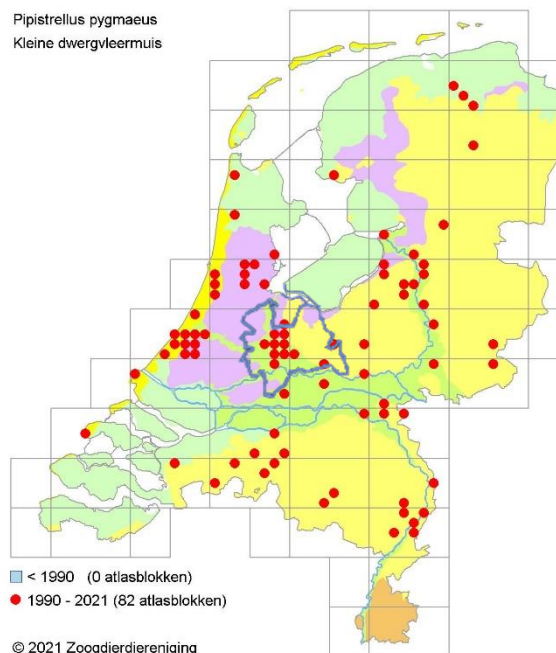 Pipistrellus pygmaeus
Kleine dwergvleermuis
< 1990 (0 atlasblokken)
1990 - 2021 (82 atlasblokken)
© 2021 Zoogdiervereniging